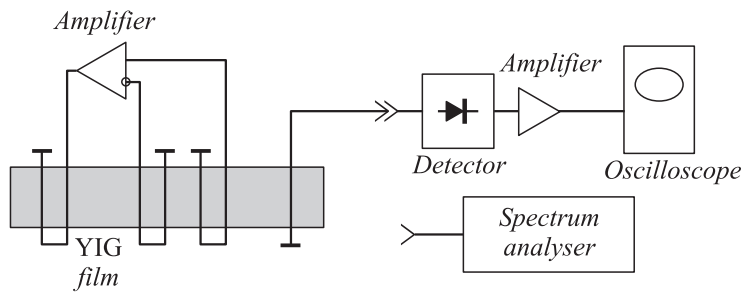 Amplifier
Amplifier
Detector
Oscilloscope
YIG
film
Spectrum
analyser